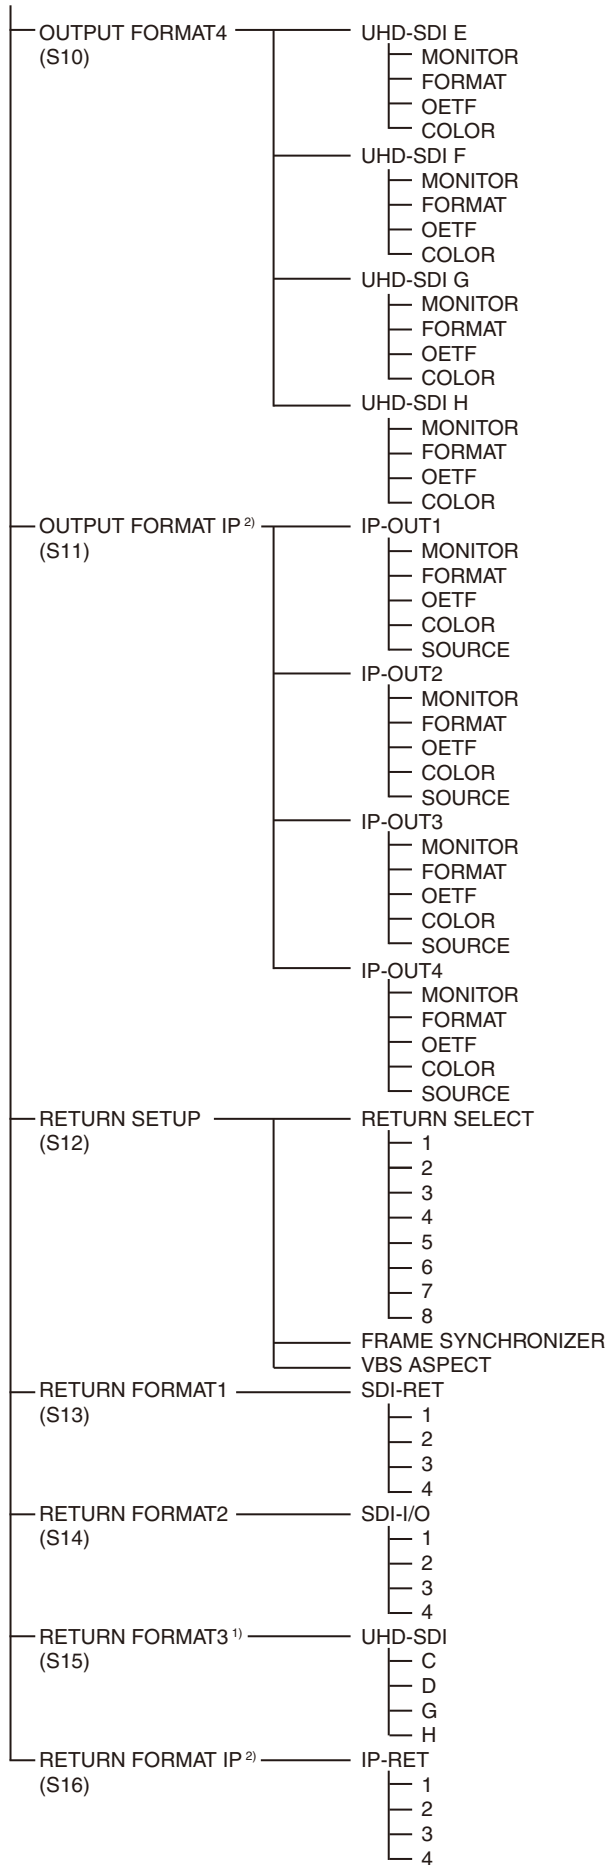 OUTPUT FORMAT4
(S10)
UHD-SDI E
MONITOR
FORMAT
OETF
COLOR
UHD-SDI F
MONITOR
FORMAT
OETF
COLOR
UHD-SDI G
MONITOR
FORMAT
OETF
COLOR
UHD-SDI H
MONITOR
FORMAT
OETF
COLOR
OUTPUT FORMAT IP 2)
(S11)
IP-OUT1
MONITOR
FORMAT
OETF
COLOR
SOURCE
IP-OUT2
MONITOR
FORMAT
OETF
COLOR
SOURCE
IP-OUT3
MONITOR
FORMAT
OETF
COLOR
SOURCE
IP-OUT4
MONITOR
FORMAT
OETF
COLOR
SOURCE
RETURN SETUP
(S12)
RETURN SELECT
1
2
3
4
5
6
7
8
FRAME SYNCHRONIZER
VBS ASPECT
RETURN FORMAT1
(S13)
SDI-RET
1
2
3
4
RETURN FORMAT2
(S14)
SDI-I/O
1
2
3
4
RETURN FORMAT3 1)
(S15)
UHD-SDI
C
D
G
H
RETURN FORMAT IP 2)
(S16)
IP-RET
1
2
3
4